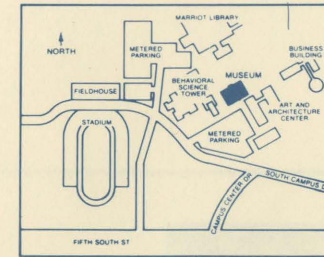 MARRIOT LIBRARY
NORTH
METERED
PARKING
BUSINESS
BUILDING
MUSEUM
BEHAVIORAL
SCIENCE
TOWER
FIELDHOUSE
ART AND
ARCHITECTURE
CENTER
STADIUM
METERED
PARKING
SOUTH CAMPUS D
CAMPUS CENTER DR
FIFTH SOUTH ST